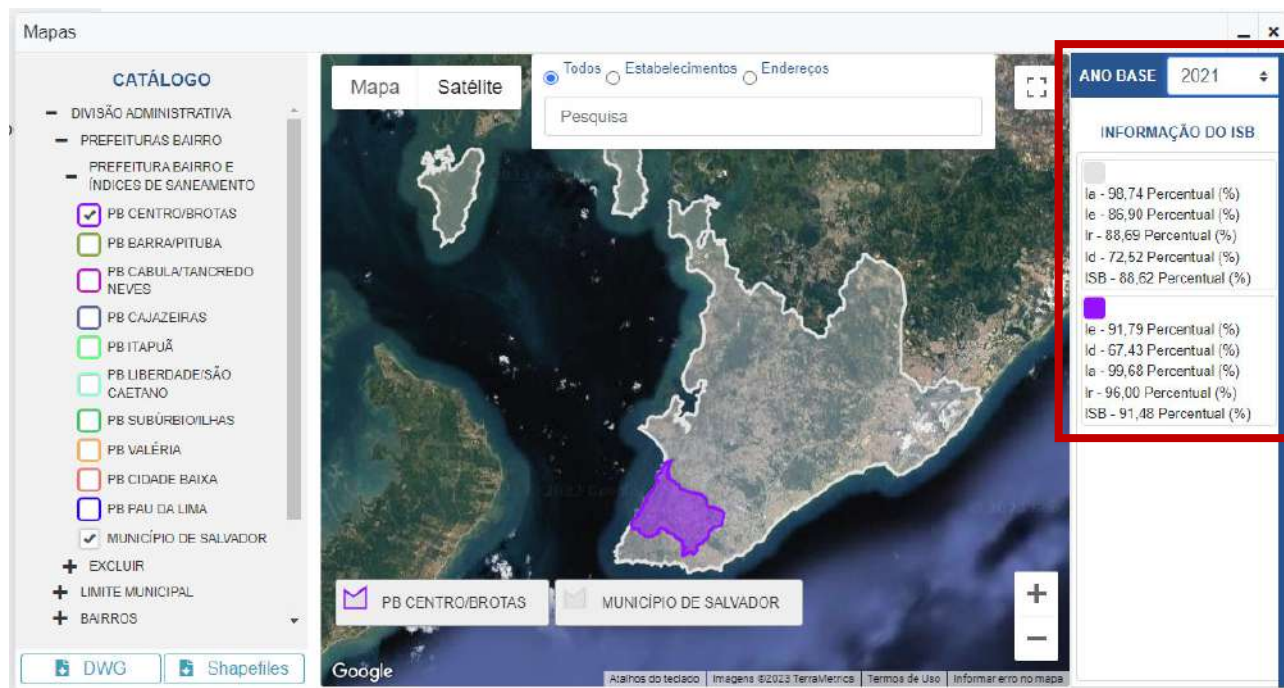 Mapas
CATÁLOGO
DIVISÃO ADMINISTRATIVA
PREFEITURAS BAIRRO
PREFEITURA BAIRRO E
ÍNDICES DE SANEAMENTO
PB CENTRO/BROTAS
PB BARRA/PITUBA
PB CABULA/TANCREDO
NEVES
PB CAJAZEIRAS
PB ITAPUÃ
PB LIBERDADE/SÃO
CAETANO
PB SUBÚRBIO/ILHAS
PB VALÉRIA
PB CIDADE BAIXA
PB PAU DA LIMA
MUNICÍPIO DE SALVADOR
EXCLUIR
LIMITE MUNICIPAL
BAIRROS
DWG
Shapefiles
Mapa
Satélite
Todos
Estabelecimentos
Endereços
Pesquisa
PB CENTRO/BROTAS
MUNICÍPIO DE SALVADOR
Google
Atalhos do teclado
Imagens ©2023 TerraMetrics
Termos de Uso
Informar erro no mapa
ANO BASE
2021
INFORMAÇÃO DO ISB
Ia - 98,74 Percentual (%)
Ie - 86,90 Percentual (%)
Ir - 88,69 Percentual (%)
Id - 72,52 Percentual (%)
ISB - 88,62 Percentual (%)
Ie - 91,79 Percentual (%)
Id - 67,43 Percentual (%)
Ia - 99,68 Percentual (%)
Ir - 96,00 Percentual (%)
ISB - 91,48 Percentual (%)